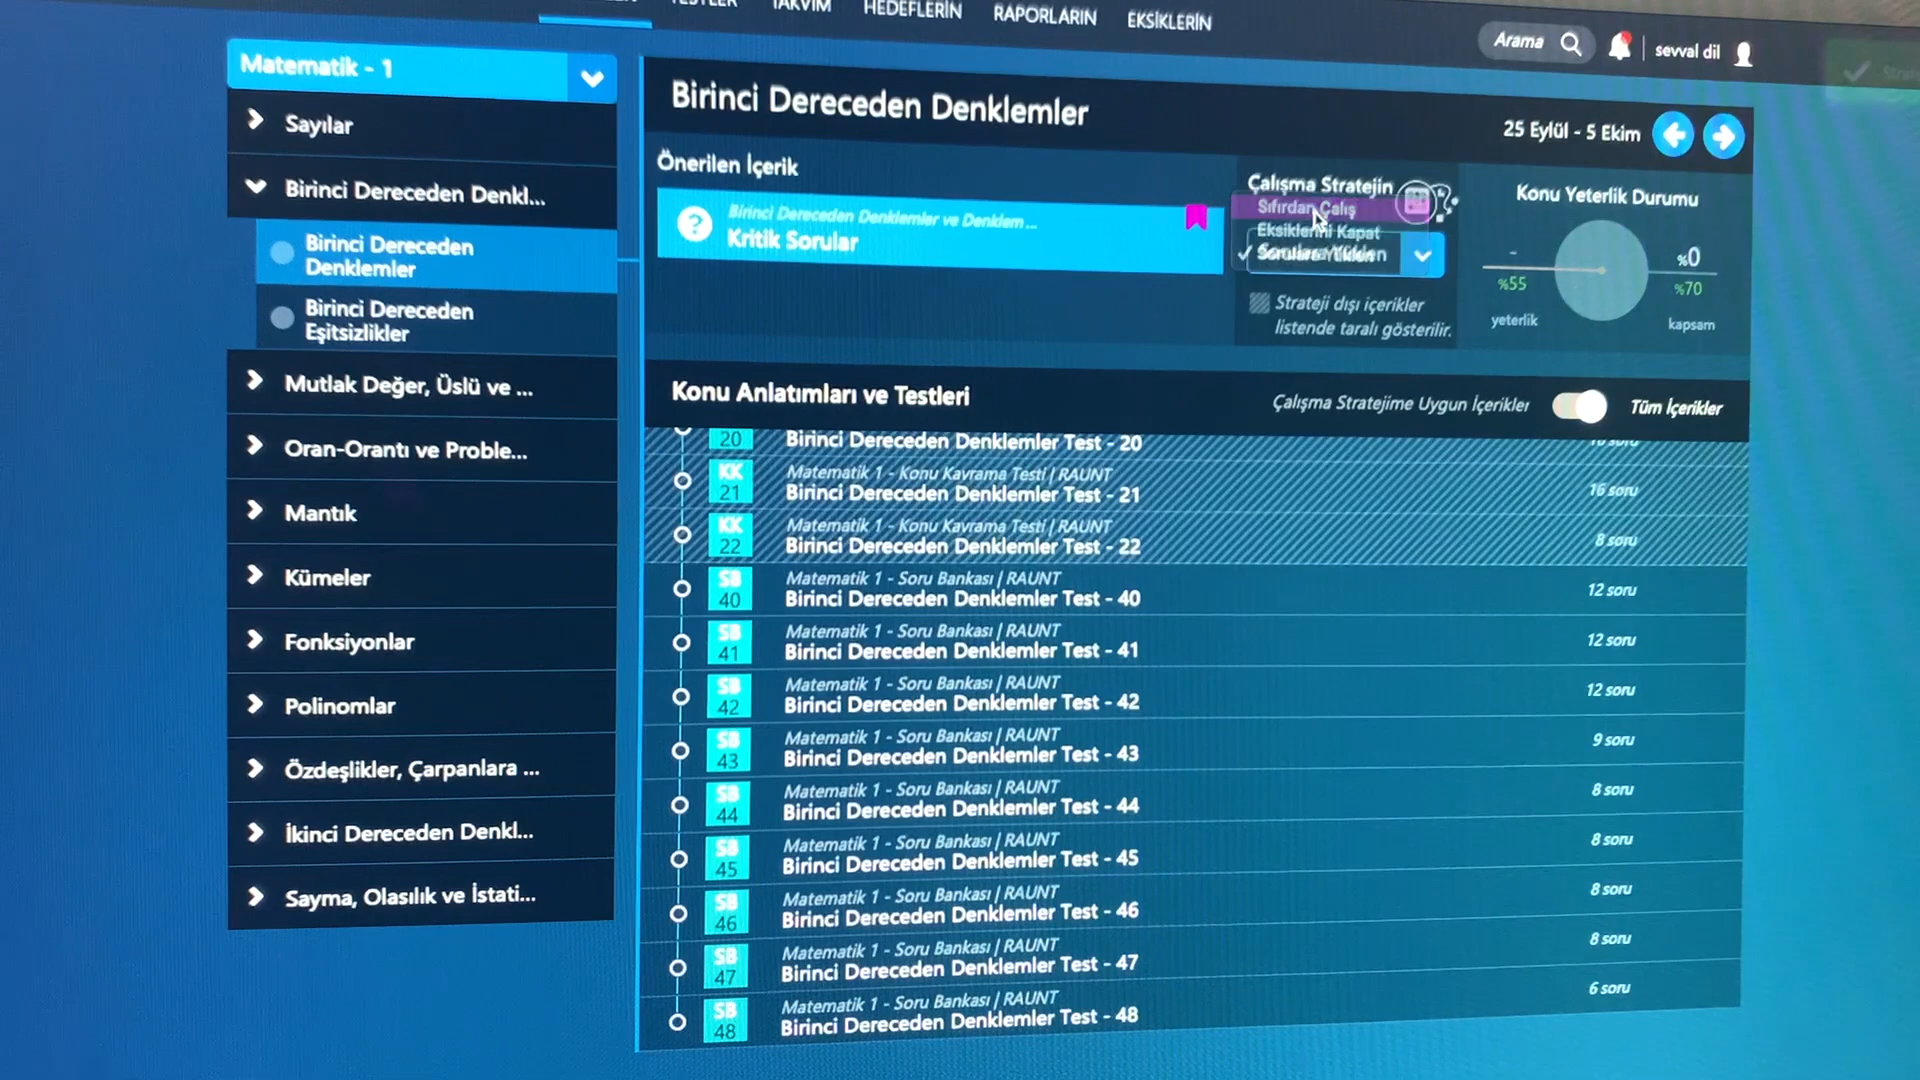 TAKVİM
HEDEFLERİN
RAPORLARIN
EKSİKLERİN
Arama
sevval dil
Matematik - 1
Sayılar
Birinci Dereceden Denkl...
Birinci Dereceden
Denklemler
Birinci Dereceden
Eşitsizlikler
Mutlak Değer, Üslü ve ...
Oran-Orantı ve Proble...
Mantık
Kümeler
Fonksiyonlar
Polinomlar
Özdeşlikler, Çarpanlara ...
İkinci Dereceden Denkl...
Sayma, Olasılık ve İstati...
Birinci Dereceden Denklemler
25 Eylül - 5 Ekim
Önerilen İçerik
Birinci Dereceden Denklemler ve Denklem...
Kritik Sorular
Çalışma Stratejin
Sıfırdan Çalış
Eksiklerini Kapat
Strateji dışı içerikler
listende taralı gösterilir.
Konu Yeterlik Durumu
-
%55
yeterlik
%0
%70
kapsam
Konu Anlatımları ve Testleri
Çalışma Stratejime Uygun İçerikler
Tüm İçerikler
20
Birinci Dereceden Denklemler Test - 20
KK
21
Matematik 1 - Konu Kavrama Testi | RAUNT
Birinci Dereceden Denklemler Test - 21
16 soru
KK
22
Matematik 1 - Konu Kavrama Testi | RAUNT
Birinci Dereceden Denklemler Test - 22
8 soru
SB
40
Matematik 1 - Soru Bankası | RAUNT
Birinci Dereceden Denklemler Test - 40
12 soru
SB
41
Matematik 1 - Soru Bankası | RAUNT
Birinci Dereceden Denklemler Test - 41
12 soru
SB
42
Matematik 1 - Soru Bankası | RAUNT
Birinci Dereceden Denklemler Test - 42
12 soru
SB
43
Matematik 1 - Soru Bankası | RAUNT
Birinci Dereceden Denklemler Test - 43
9 soru
SB
44
Matematik 1 - Soru Bankası | RAUNT
Birinci Dereceden Denklemler Test - 44
8 soru
SB
45
Matematik 1 - Soru Bankası | RAUNT
Birinci Dereceden Denklemler Test - 45
8 soru
SB
46
Matematik 1 - Soru Bankası | RAUNT
Birinci Dereceden Denklemler Test - 46
8 soru
SB
47
Matematik 1 - Soru Bankası | RAUNT
Birinci Dereceden Denklemler Test - 47
8 soru
SB
48
Matematik 1 - Soru Bankası | RAUNT
Birinci Dereceden Denklemler Test - 48
6 soru